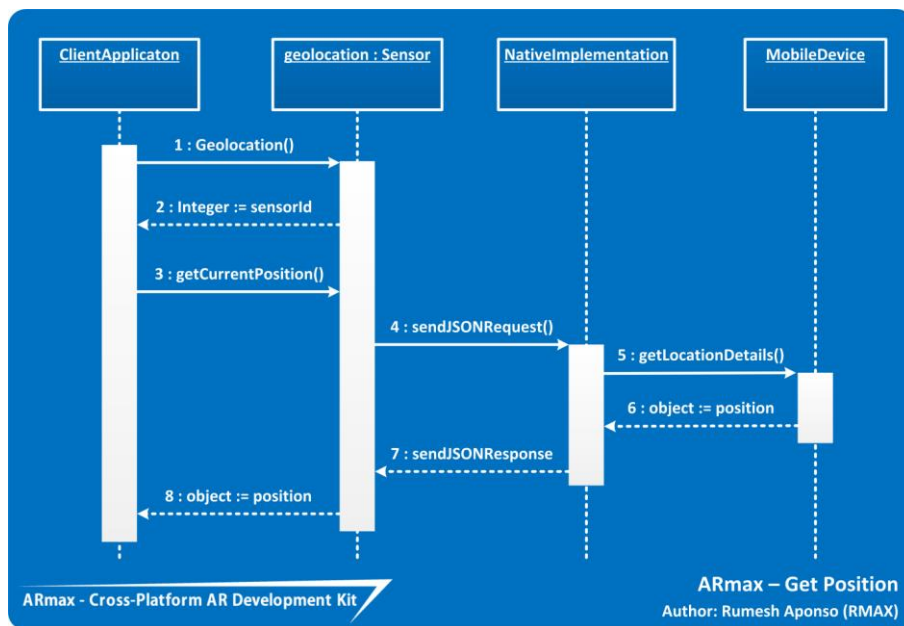 ClientApplicaton
geolocation : Sensor
NativeImplementation
MobileDevice
1 : Geolocation()
2 : Integer := sensorId
3 : getCurrentPosition()
4 : sendJSONRequest()
5 : getLocationDetails()
6 : object := position
7 : sendJSONResponse
8 : object := position
ARmax - Cross-Platform AR Development Kit
ARmax – Get Position
Author: Rumesh Aponso (RMAX)